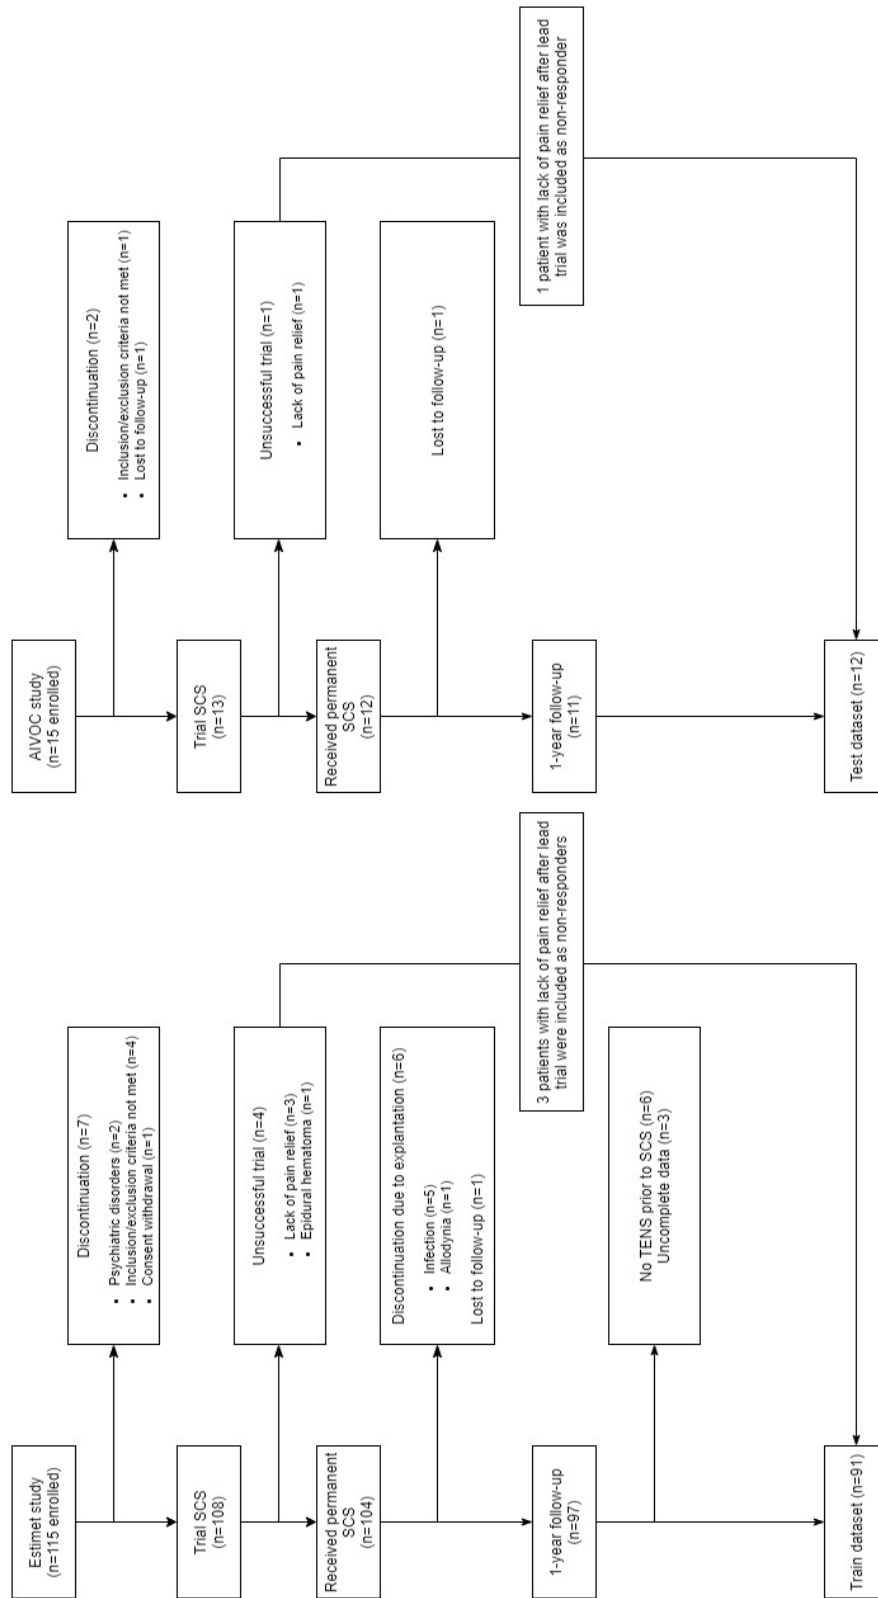 Estimet study
(n=115 enrolled)
Discontinuation (n=7)
• Psychiatric disorders (n=2)
• Inclusion/exclusion criteria not met (n=4)
• Consent withdrawal (n=1)
Trial SCS
(n=108)
Unsuccessful trial (n=4)
• Lack of pain relief (n=3)
• Epidural hematoma (n=1)
Received permanent
SCS
(n=104)
Discontinuation due to explantation (n=6)
• Infection (n=5)
• Allodynia (n=1)
Lost to follow-up (n=1)
3 patients with lack of pain relief after lead
trial were included as non-responders
1-year follow-up
(n=97)
No TENS prior to SCS (n=6)
Uncomplete data (n=3)
Train dataset (n=91)
AIVOC study
(n=15 enrolled)
Discontinuation (n=2)
• Inclusion/exclusion criteria not met (n=1)
• Lost to follow-up (n=1)
Trial SCS
(n=13)
Unsuccessful trial (n=1)
• Lack of pain relief (n=1)
Received permanent
SCS
(n=12)
Lost to follow-up (n=1)
1 patient with lack of pain relief after lead
trial was included as non-responder
1-year follow-up
(n=11)
Test dataset (n=12)